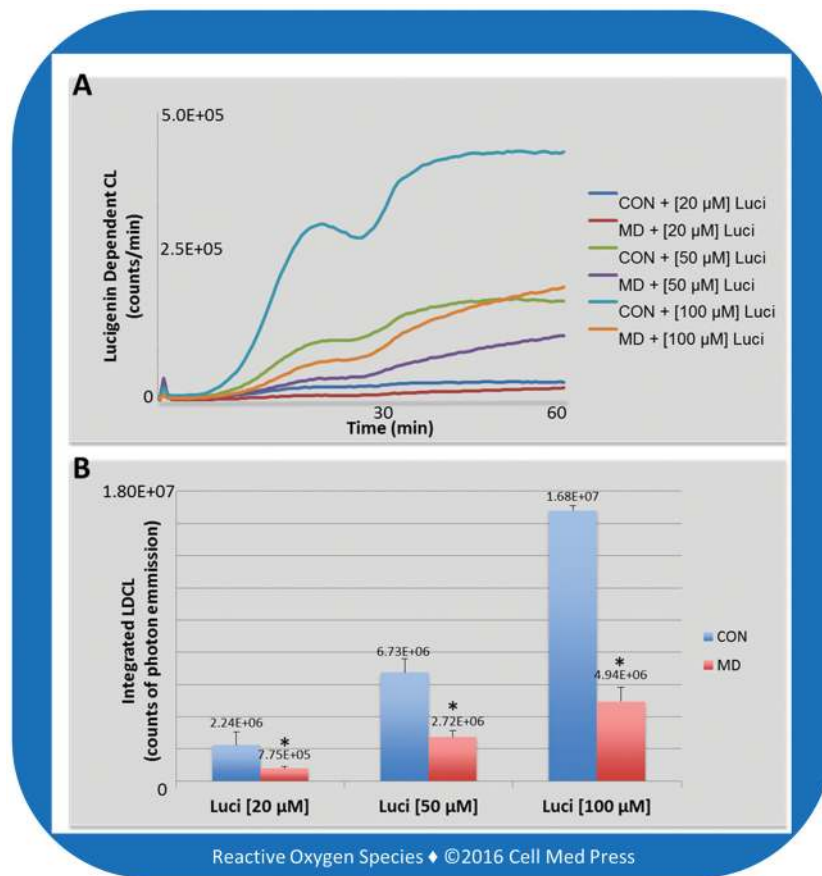 A
5.0E+05
2.5E+05
0
Lucigenin Dependent CL
(counts/min)
30
60
Time (min)
CON + [20 µM] Luci
MD + [20 µM] Luci
CON + [50 µM] Luci
MD + [50 µM] Luci
CON + [100 µM] Luci
MD + [100 µM] Luci
B
1.80E+07
0
Integrated LDCL
(counts of photon emmission)
2.24E+06
*
7.75E+05
6.73E+06
*
2.72E+06
1.68E+07
*
4.94E+06
Luci [20 µM]
Luci [50 µM]
Luci [100 µM]
CON
MD
Reactive Oxygen Species ♦ ©2016 Cell Med Press